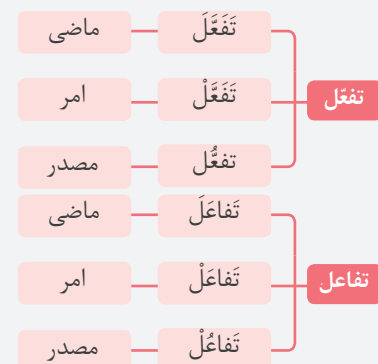 تَفَعَّلَ ماضی
تفعّل تَفَعَّلْ امر
تفعُّل مصدر
تَفاعَلَ ماضی
تفاعل تَفاعَلْ امر
تَفاعُلْ مصدر